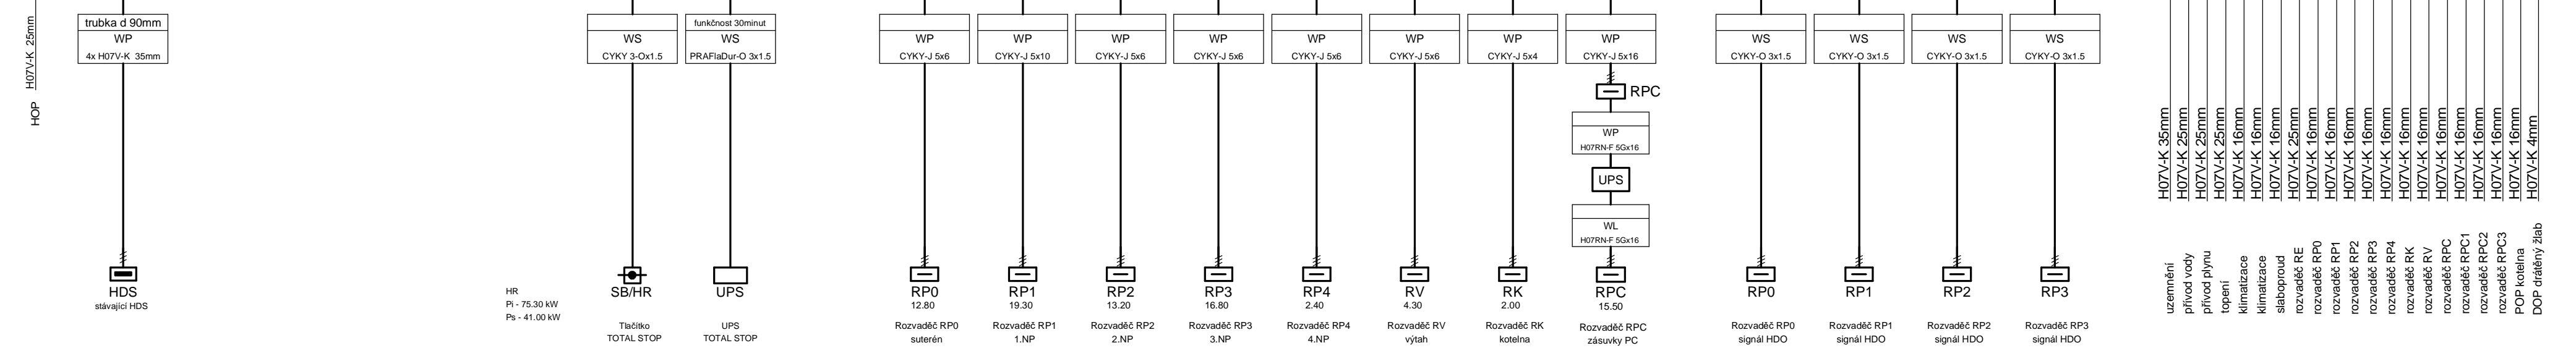 HOP H07V-K 25mm
trubka d 90mm
WP
4x H07V-K 35mm
HDS
stávající HDS
HR
Pi - 75.30 kW
Ps - 41.00 kW
WS
CYKY 3-Ox1.5
SB/HR
Tlačítko
TOTAL STOP
funkčnost 30minut
WS
PRAFlaDur-O 3x1.5
UPS
UPS
TOTAL STOP
WP
CYKY-J 5x6
RP0
12.80
Rozvaděč RP0
suterén
WP
CYKY-J 5x10
RP1
19.30
Rozvaděč RP1
1.NP
WP
CYKY-J 5x6
RP2
13.20
Rozvaděč RP2
2.NP
WP
CYKY-J 5x6
RP3
16.80
Rozvaděč RP3
3.NP
WP
CYKY-J 5x6
RP4
2.40
Rozvaděč RP4
4.NP
WP
CYKY-J 5x6
RV
4.30
Rozvaděč RV
výtah
WP
CYKY-J 5x4
RK
2.00
Rozvaděč RK
kotelna
WP
CYKY-J 5x16
RPC
WP
H07RN-F 5Gx16
UPS
WL
H07RN-F 5Gx16
RPC
15.50
Rozvaděč RPC
zásuvky PC
WS
CYKY-O 3x1.5
RP0
Rozvaděč RP0
signál HDO
WS
CYKY-O 3x1.5
RP1
Rozvaděč RP1
signál HDO
WS
CYKY-O 3x1.5
RP2
Rozvaděč RP2
signál HDO
WS
CYKY-O 3x1.5
RP3
Rozvaděč RP3
signál HDO
uzemnění H07V-K 35mm
přívod vody H07V-K 25mm
přívod plynu H07V-K 25mm
topení H07V-K 25mm
klimatizace H07V-K 16mm
klimatizace H07V-K 16mm
slaboproud H07V-K 16mm
rozvaděč RE H07V-K 25mm
rozvaděč RP0 H07V-K 16mm
rozvaděč RP1 H07V-K 16mm
rozvaděč RP2 H07V-K 16mm
rozvaděč RP3 H07V-K 16mm
rozvaděč RP4 H07V-K 16mm
rozvaděč RK H07V-K 16mm
rozvaděč RV H07V-K 16mm
rozvaděč RPC H07V-K 16mm
rozvaděč RPC1 H07V-K 16mm
rozvaděč RPC2 H07V-K 16mm
rozvaděč RPC3 H07V-K 16mm
POP kotelna H07V-K 16mm
DOP drátěný žlab H07V-K 4mm